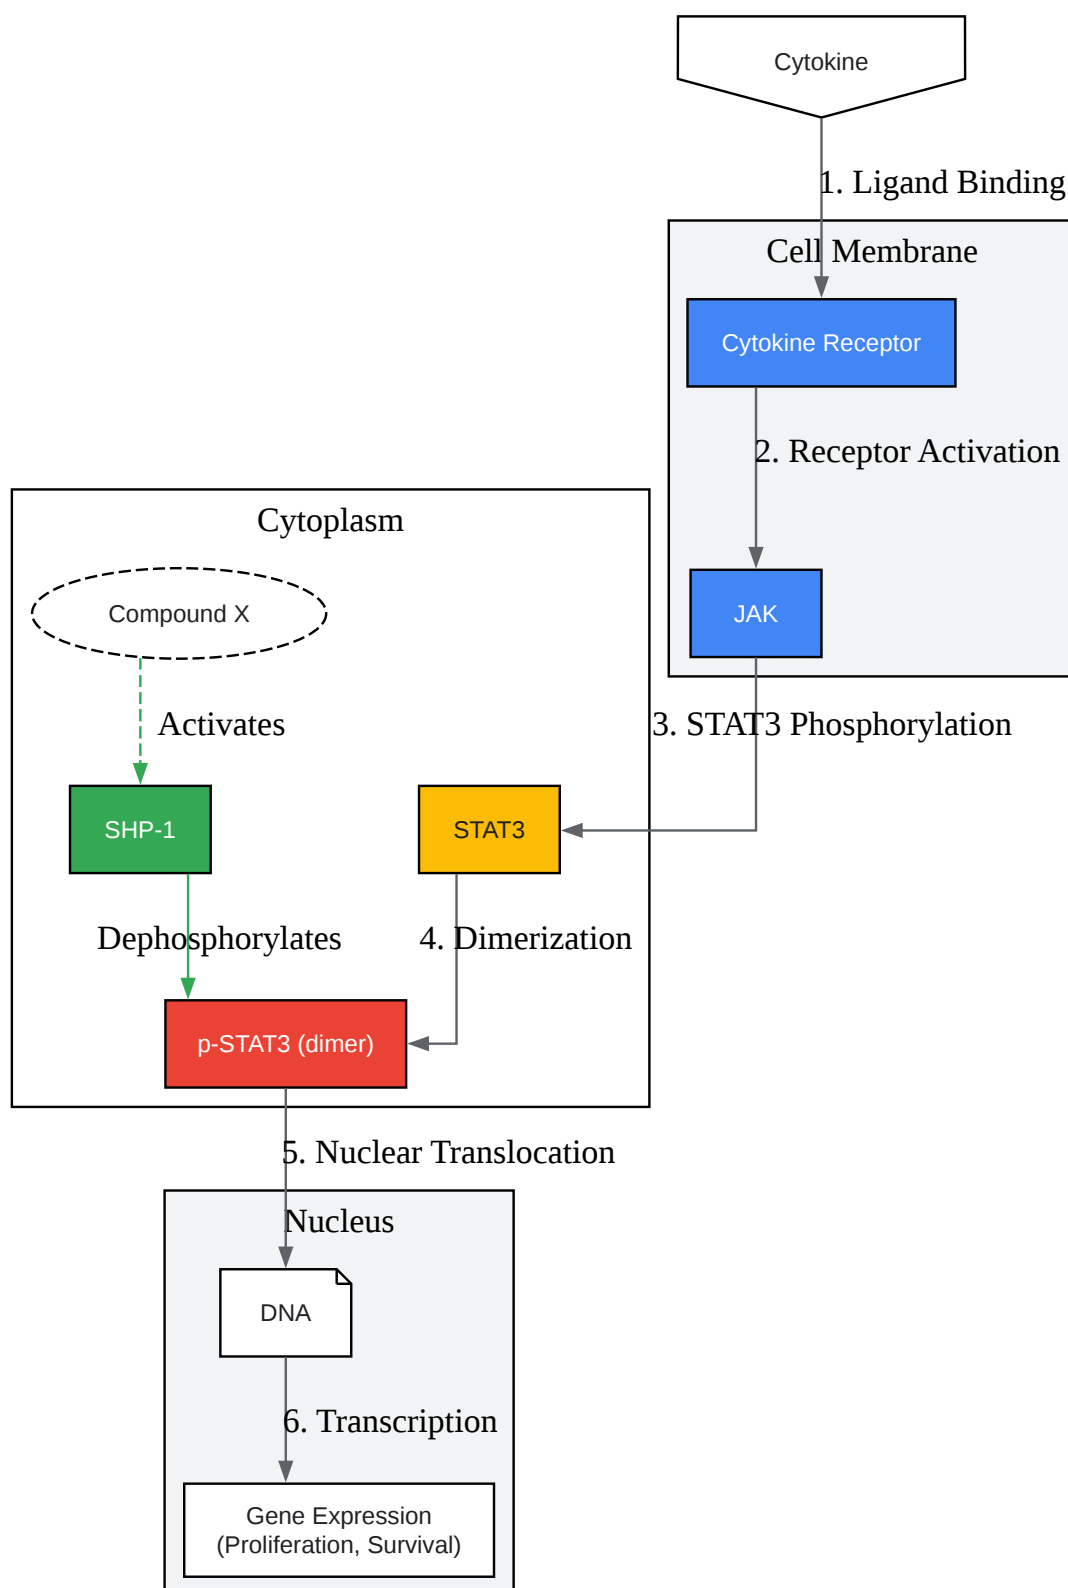 Cytokine
1. Ligand Binding
Cell Membrane
Cytokine Receptor
2. Receptor Activation
Cytoplasm
Compound X
JAK
Activates
3. STAT3 Phosphorylation
SHP-1
STAT3
Dephosphorylates
4. Dimerization
p-STAT3 (dimer)
5. Nuclear Translocation
Nucleus
DNA
6. Transcription
Gene Expression
(Proliferation, Survival)